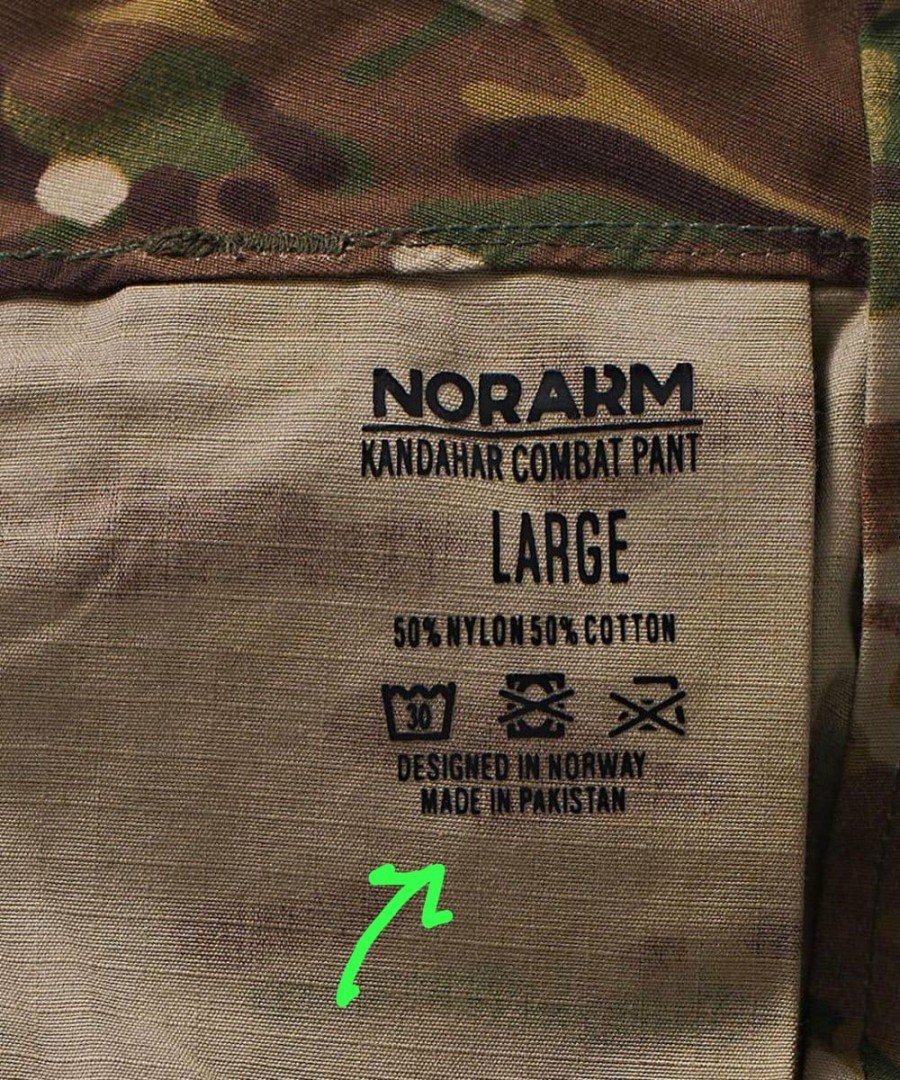 NORARM
KANDAHAR COMBAT PANT
LARGE
50% NYLON 50% COTTON
30
DESIGNED IN NORWAY
MADE IN PAKISTAN